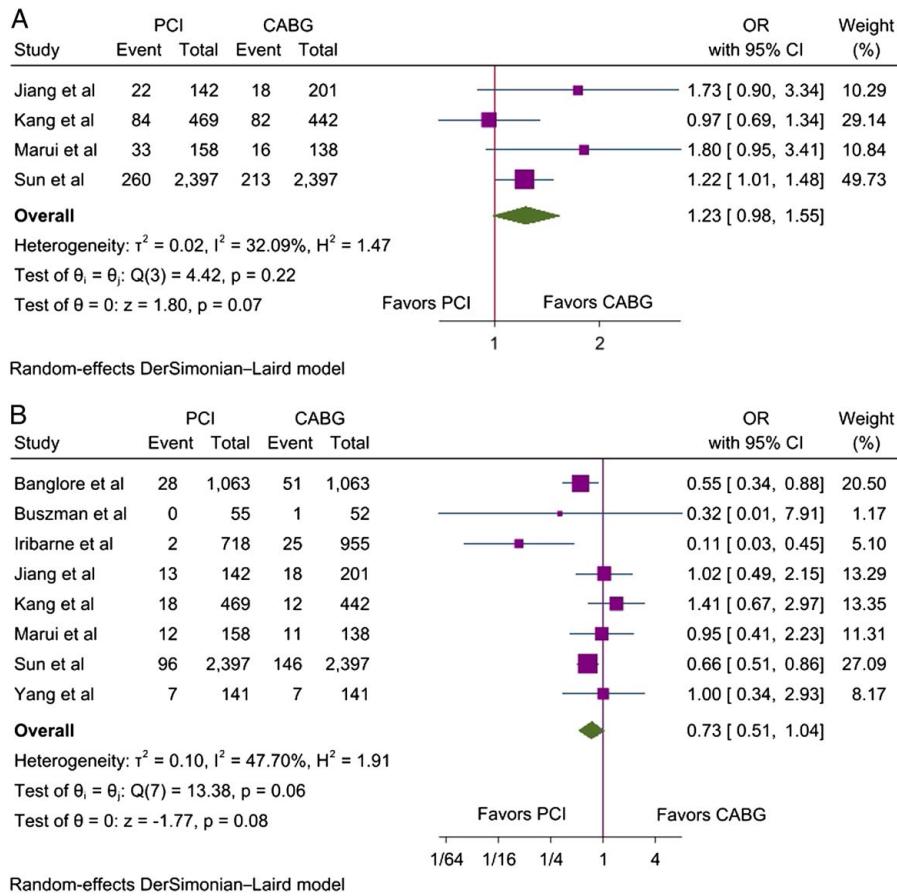 A
PCI CABG OR Weight
Study Event Total Event Total with 95% CI (%)
Jiang et al 22 142 18 201 1.73 [ 0.90, 3.34] 10.29
Kang et al 84 469 82 442 0.97 [ 0.69, 1.34] 29.14
Marui et al 33 158 16 138 1.80 [ 0.95, 3.41] 10.84
Sun et al 260 2,397 213 2,397 1.22 [ 1.01, 1.48] 49.73
Overall 1.23 [ 0.98, 1.55]
Heterogeneity: τ² = 0.02, I² = 32.09%, H² = 1.47
Test of θᵢ = θⱼ: Q(3) = 4.42, p = 0.22
Test of θ = 0: z = 1.80, p = 0.07
Favors PCI Favors CABG
1 2
Random-effects DerSimonian–Laird model
B
PCI CABG OR Weight
Study Event Total Event Total with 95% CI (%)
Banglore et al 28 1,063 51 1,063 0.55 [ 0.34, 0.88] 20.50
Buszman et al 0 55 1 52 0.32 [ 0.01, 7.91] 1.17
Iribarne et al 2 718 25 955 0.11 [ 0.03, 0.45] 5.10
Jiang et al 13 142 18 201 1.02 [ 0.49, 2.15] 13.29
Kang et al 18 469 12 442 1.41 [ 0.67, 2.97] 13.35
Marui et al 12 158 11 138 0.95 [ 0.41, 2.23] 11.31
Sun et al 96 2,397 146 2,397 0.66 [ 0.51, 0.86] 27.09
Yang et al 7 141 7 141 1.00 [ 0.34, 2.93] 8.17
Overall 0.73 [ 0.51, 1.04]
Heterogeneity: τ² = 0.10, I² = 47.70%, H² = 1.91
Test of θᵢ = θⱼ: Q(7) = 13.38, p = 0.06
Test of θ = 0: z = -1.77, p = 0.08
Favors PCI Favors CABG
1/64 1/16 1/4 1 4
Random-effects DerSimonian–Laird model